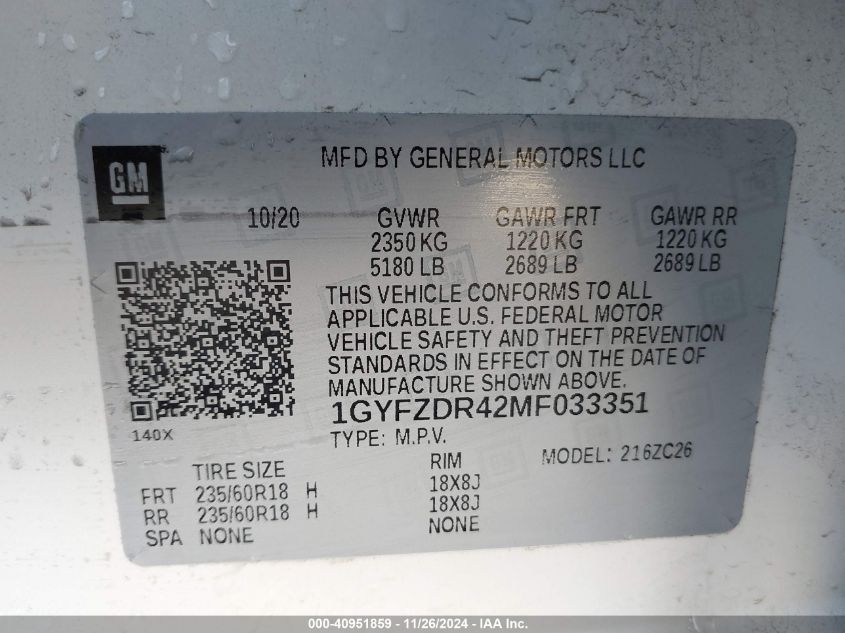 GM
MFD BY GENERAL MOTORS LLC
10/20 GVWR GAWR FRT GAWR RR
2350 KG 1220 KG 1220 KG
5180 LB 2689 LB 2689 LB
THIS VEHICLE CONFORMS TO ALL
APPLICABLE U.S. FEDERAL MOTOR
VEHICLE SAFETY AND THEFT PREVENTION
STANDARDS IN EFFECT ON THE DATE OF
MANUFACTURE SHOWN ABOVE.
1GYFZDR42MF033351
140X
TYPE: M.P.V.
MODEL: 216ZC26
TIRE SIZE RIM
FRT 235/60R18 H 18X8J
RR 235/60R18 H 18X8J
SPA NONE NONE
000-40951859 - 11/26/2024 - IAA Inc.